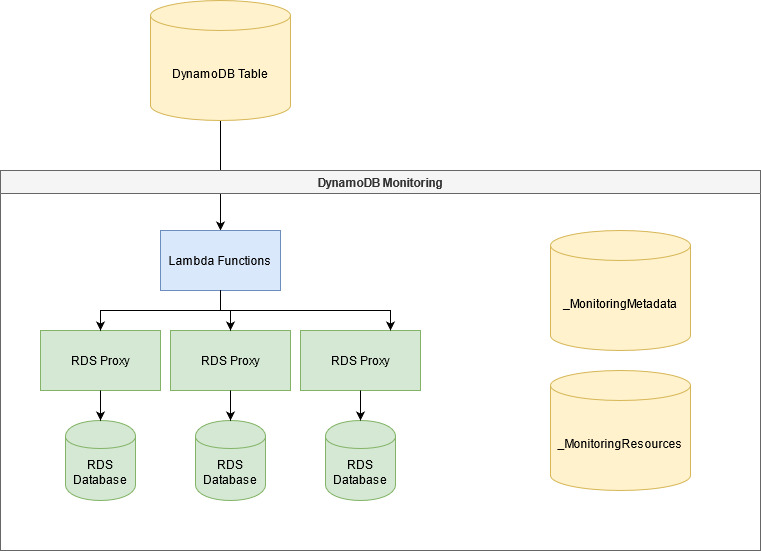 DynamoDB Table
DynamoDB Monitoring
Lambda Functions
_MonitoringMetadata
RDS Proxy
RDS Proxy
RDS Proxy
_MonitoringResources
RDS
Database
RDS
Database
RDS
Database